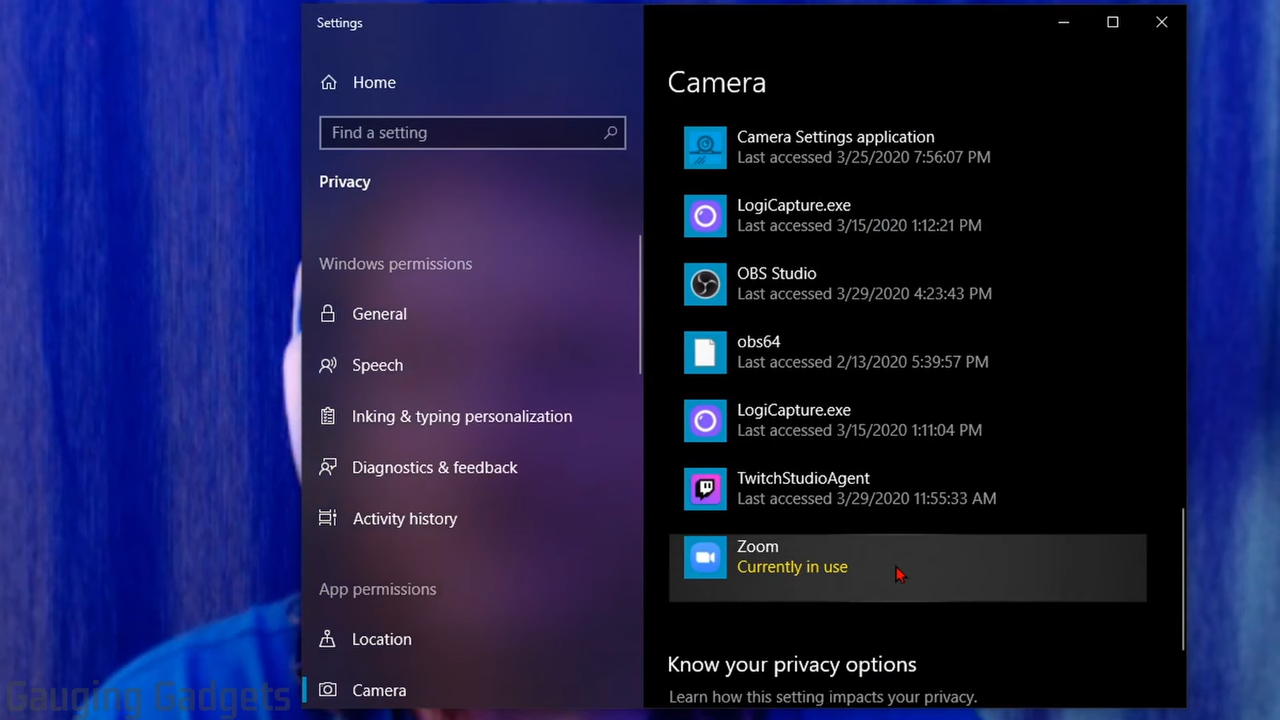 Settings
Home
Find a setting
Privacy
Windows permissions
General
Speech
Inking & typing personalization
Diagnostics & feedback
Activity history
App permissions
Location
Camera
Camera
Camera Settings application
Last accessed 3/25/2020 7:56:07 PM
LogiCapture.exe
Last accessed 3/15/2020 1:12:21 PM
OBS Studio
Last accessed 3/29/2020 4:23:43 PM
obs64
Last accessed 2/13/2020 5:39:57 PM
LogiCapture.exe
Last accessed 3/15/2020 1:11:04 PM
TwitchStudioAgent
Last accessed 3/29/2020 11:55:33 AM
Zoom
Currently in use
Know your privacy options
Learn how this setting impacts your privacy.
Gauging Gadgets